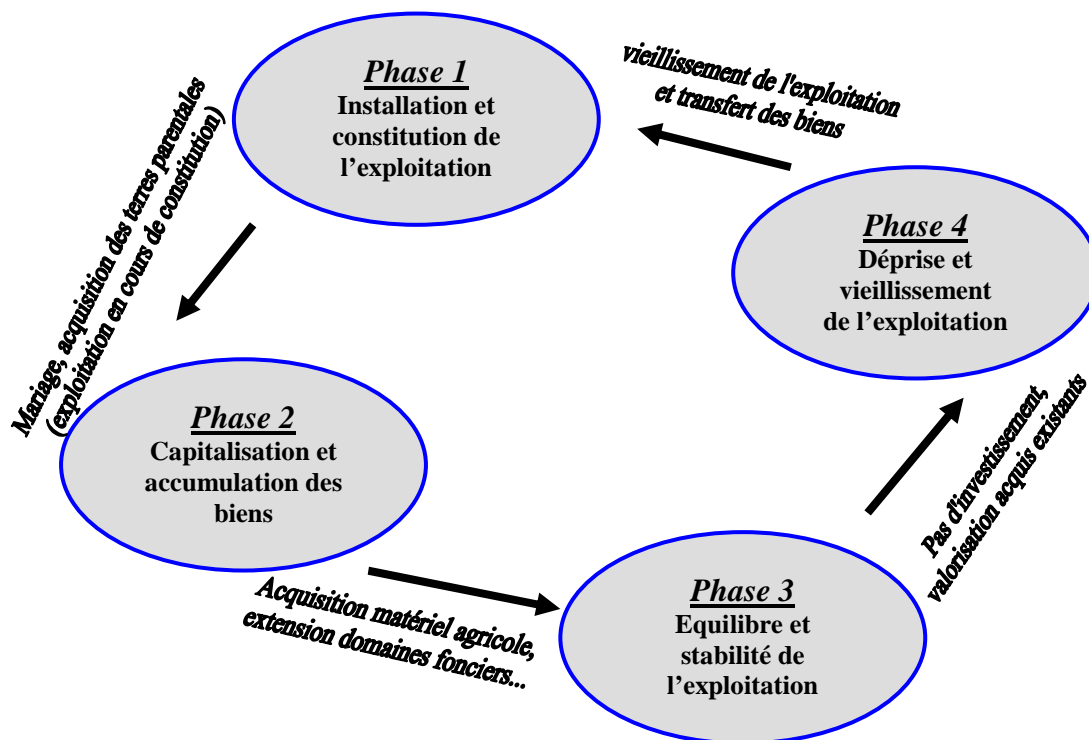 Phase 1
Installation et
constitution de
l’exploitation
Mariage, acquisition des terres parentales
(exploitation en cours de constitution)
Phase 2
Capitalisation et
accumulation des
biens
Acquisition matériel agricole,
extension domaines fonciers...
Phase 3
Equilibre et
stabilité de
l’exploitation
Pas d'investissement,
valorisation acquis existants
Phase 4
Déprise et
vieillissement
de l’exploitation
vieillissement de l'exploitation
et transfert des biens